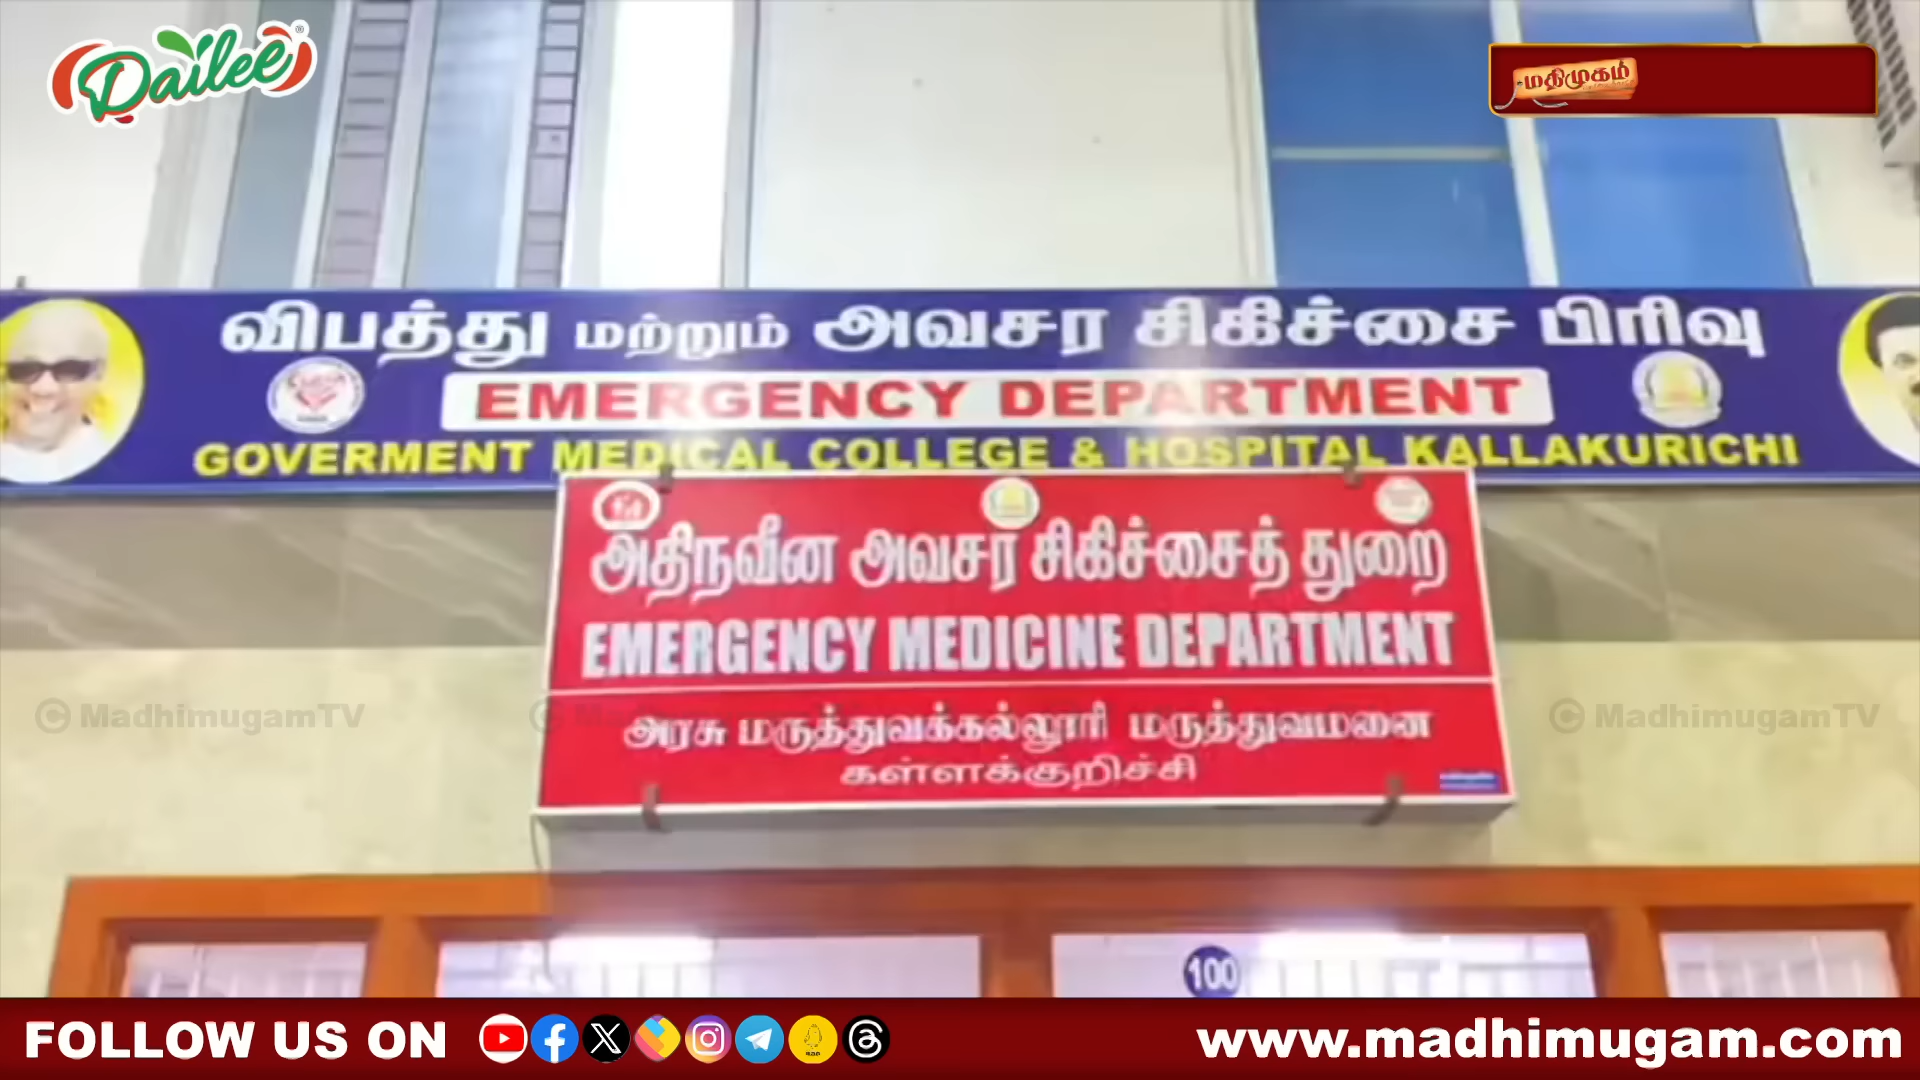 Dailee
மதிமுகம்
விபத்து மற்றும் அவசர சிகிச்சை பிரிவு
EMERGENCY DEPARTMENT
GOVERMENT MEDICAL COLLEGE & HOSPITAL KALLAKURICHI
அதிநவீன அவசர சிகிச்சைத் துறை
EMERGENCY MEDICINE DEPARTMENT
© MadhimugamTV
© MadhimugamTV
© MadhimugamTV
அரசு மருத்துவக்கல்லூரி மருத்துவமனை
கள்ளக்குறிச்சி
100
FOLLOW US ON
www.madhimugam.com